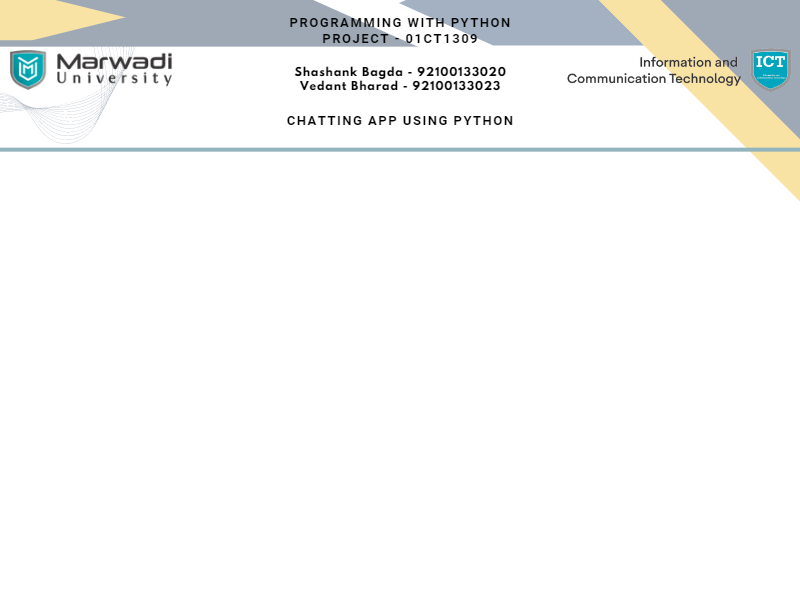 PROGRAMMING WITH PYTHON
PROJECT - 01CT1309
Marwadi
University
Shashank Bagda - 92100133020
Vedant Bharad - 92100133023
Information and
Communication Technology
ICT
CHATTING APP USING PYTHON